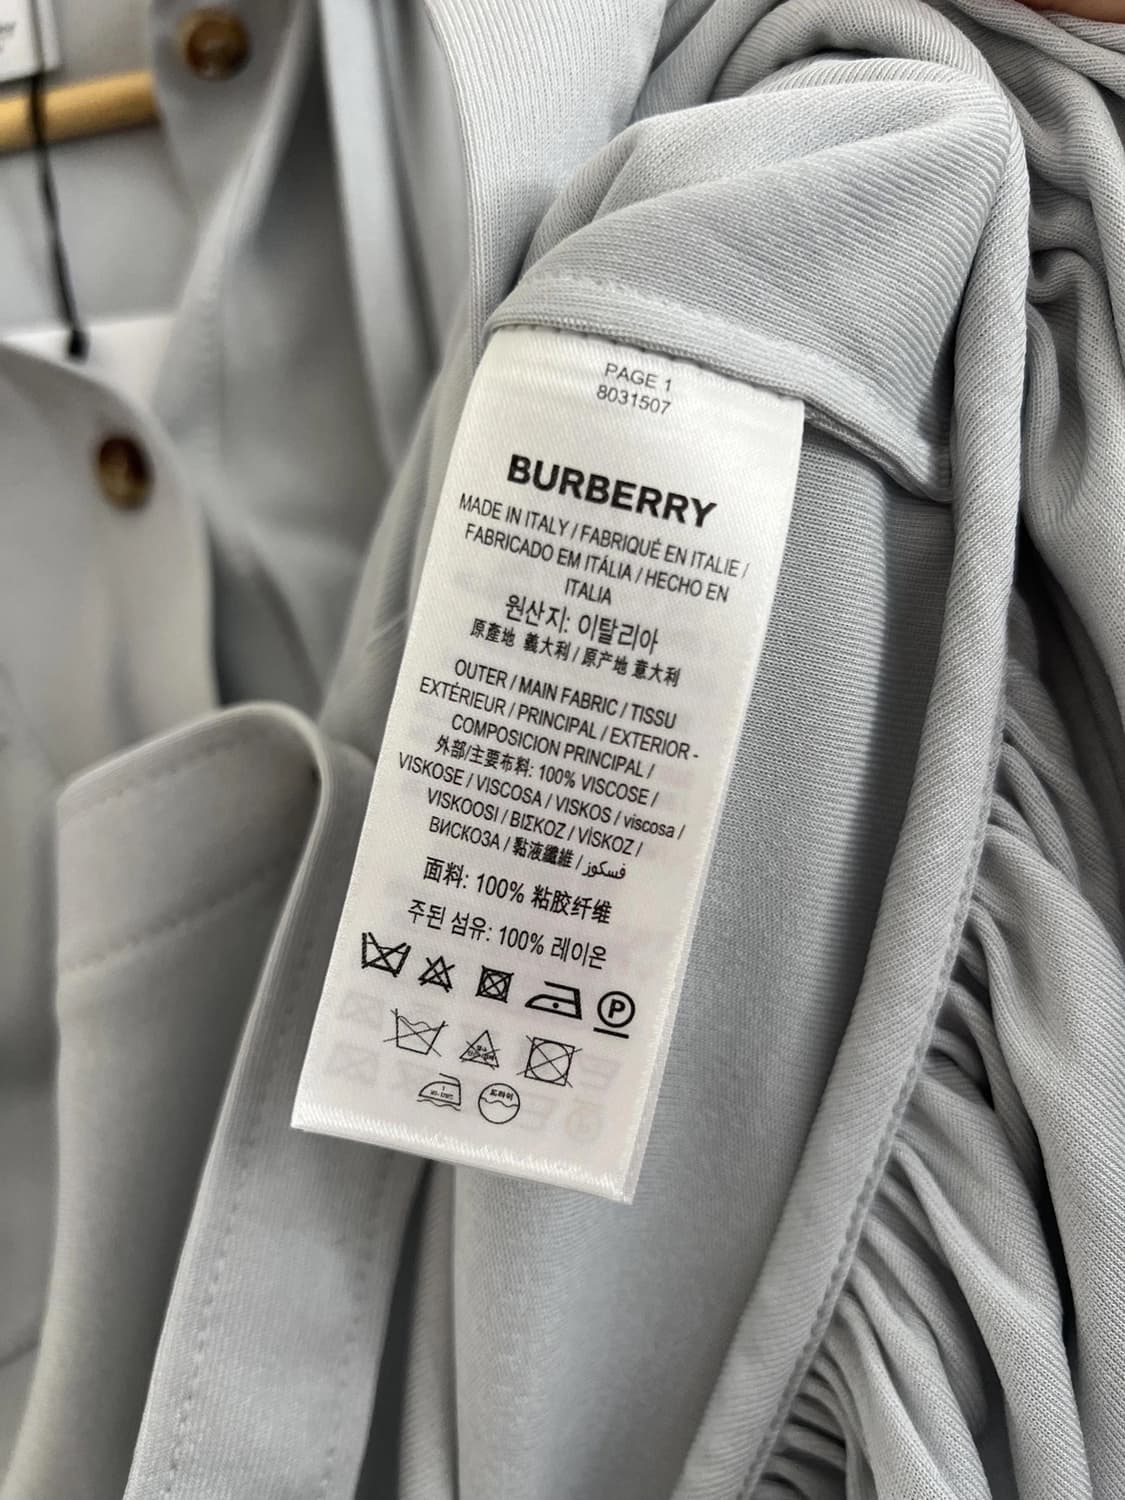 PAGE 1
8031507
BURBERRY
MADE IN ITALY / FABRIQUÉ EN ITALIE /
FABRICADO EM ITÁLIA / HECHO EN
ITALIA
원산지: 이탈리아
原產地 義大利 / 原产地 意大利
OUTER / MAIN FABRIC / TISSU
EXTÉRIEUR / PRINCIPAL / EXTERIOR -
COMPOSICION PRINCIPAL /
外部/主要布料: 100% VISCOSE /
VISKOSE / VISCOSA / VISKOS / viscosa /
VISKOOSI / ΒΙΣΚΟΖ / VİSKOZ /
ВИСКОЗА / 黏液纖維 / فسكوز
面料: 100% 粘胶纤维
주된 섬유: 100% 레이온
P
드라이